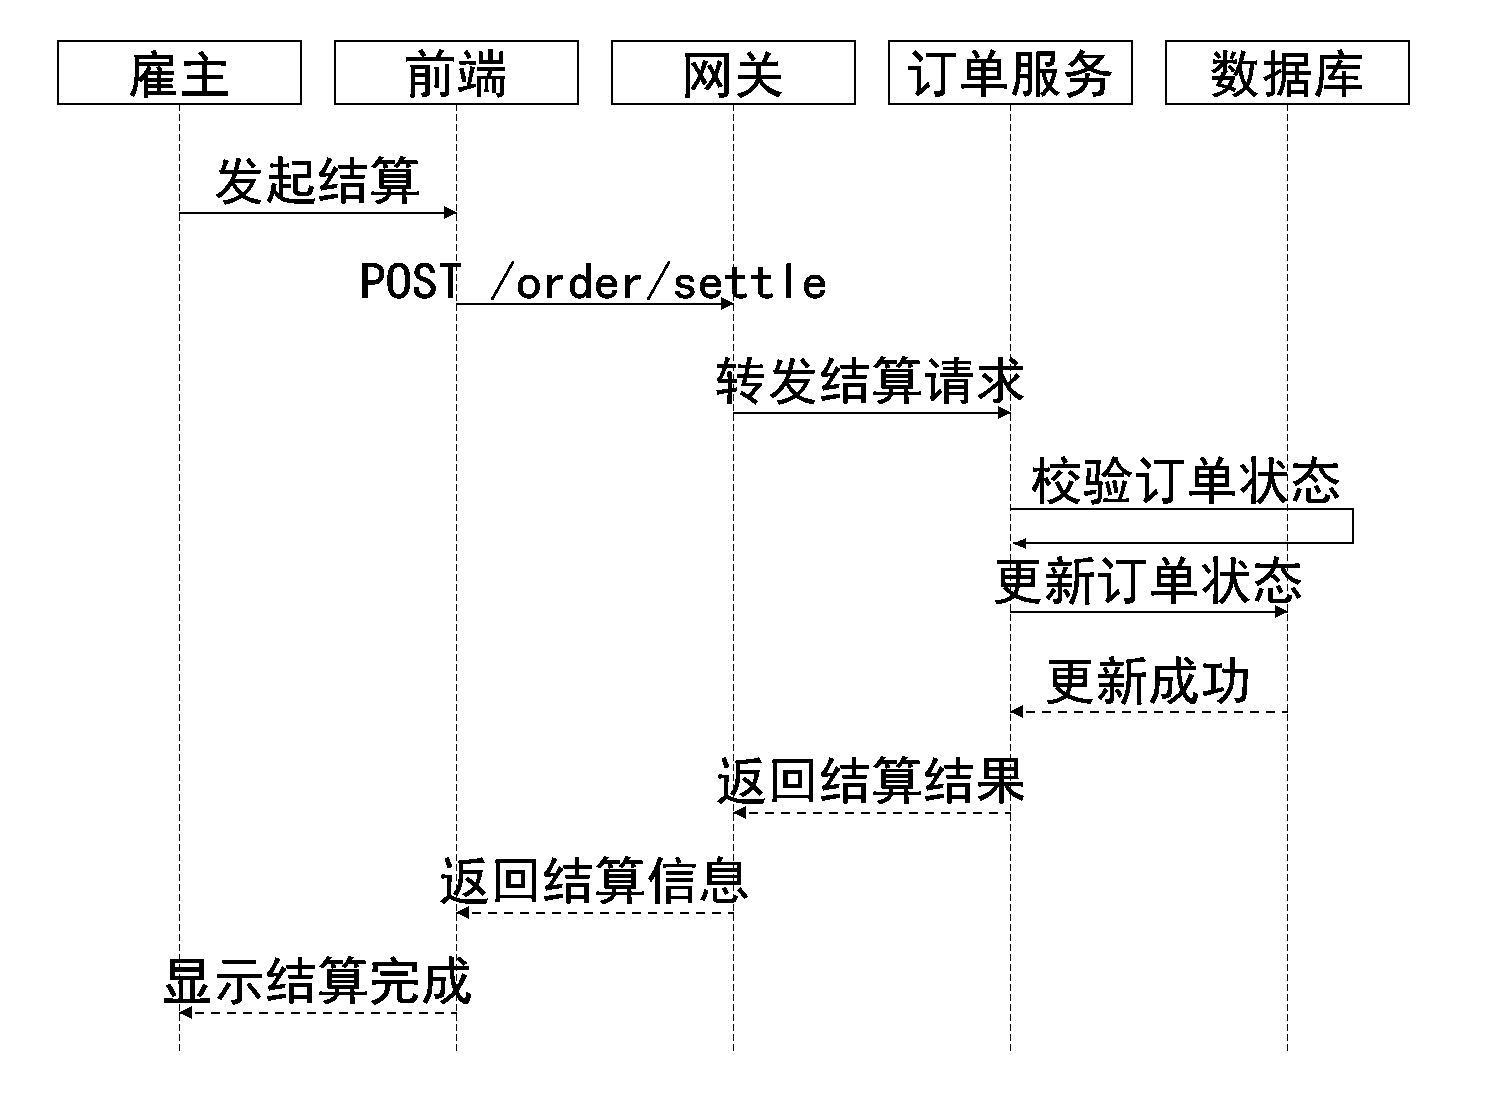 雇主
前端
网关
订单服务
数据库
发起结算
POST /order/settle
转发结算请求
校验订单状态
更新订单状态
更新成功
返回结算结果
返回结算信息
显示结算完成